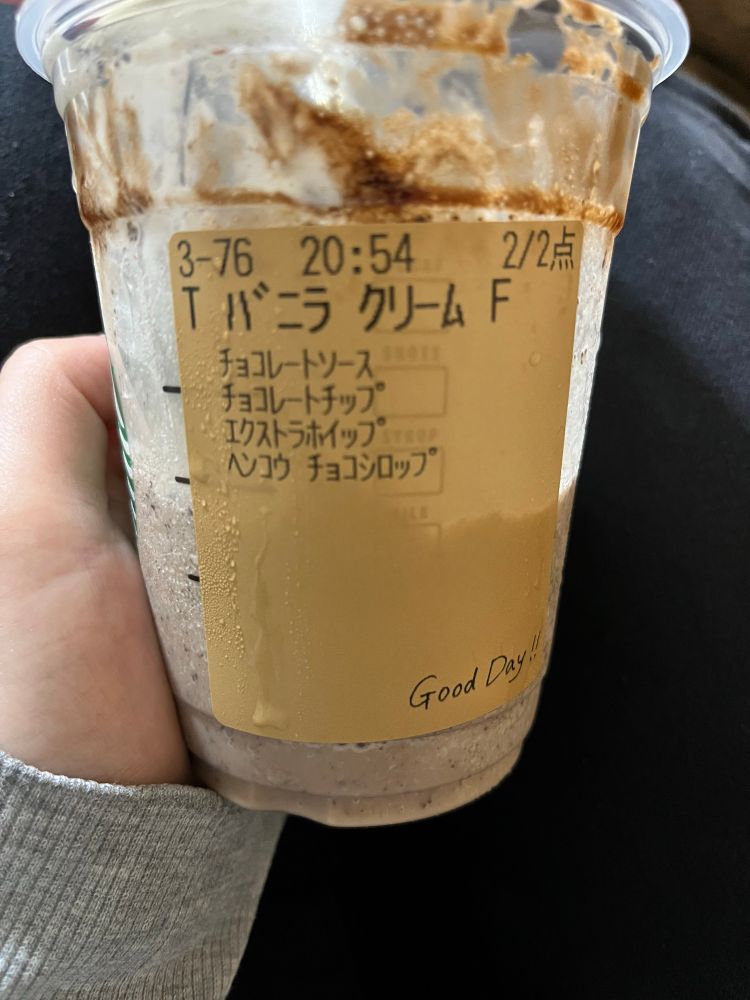 3-76 20:54 2/2点
T バニラ クリーム F
チョコレートソース
チョコレートチップ
エクストラホイップ
ヘンコウ チョコシロップ
Good Day!!